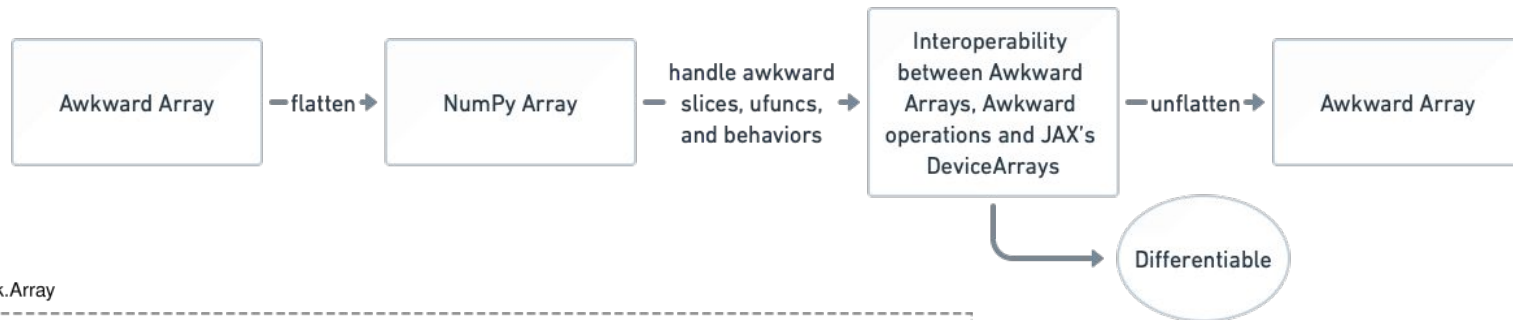 Awkward Array
flatten
NumPy Array
handle awkward
slices, ufuncs,
and behaviors
Interoperability
between Awkward
Arrays, Awkward
operations and JAX's
DeviceArrays
unflatten
Awkward Array
Differentiable
k.Array